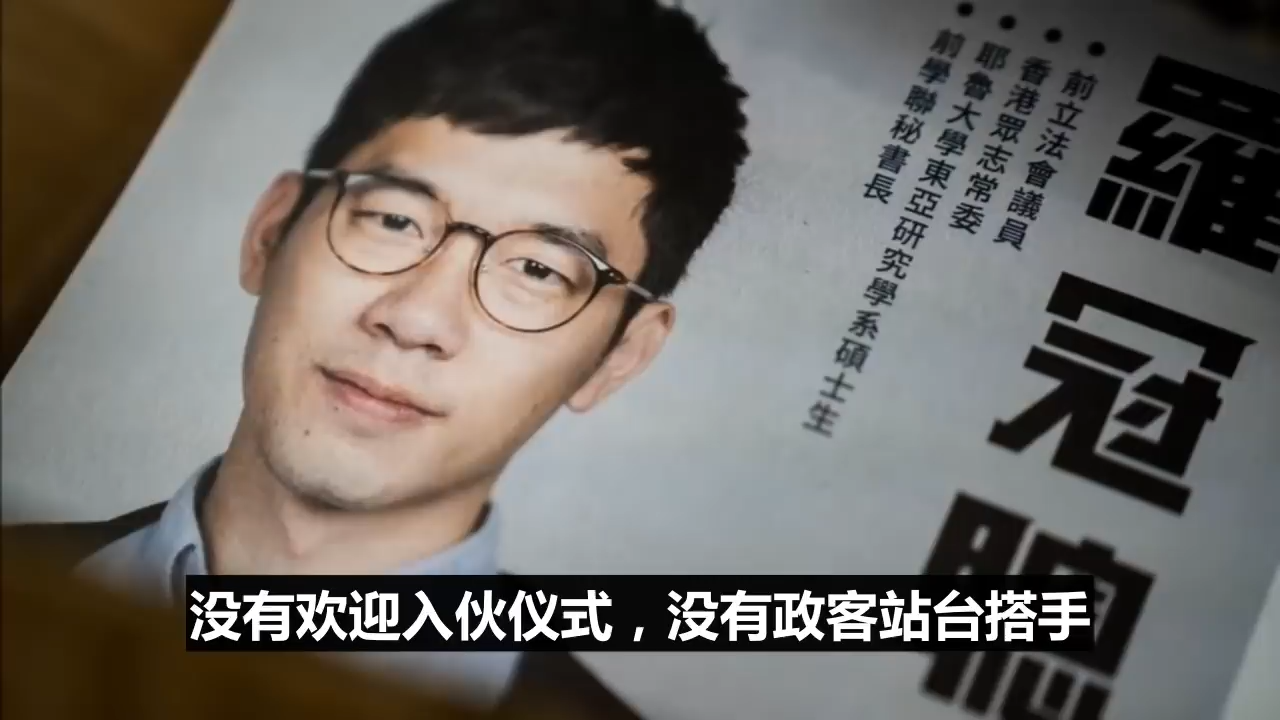 羅冠聰
前立法會議員
香港眾志常委
耶魯大學東亞研究學系碩士生
前學聯秘書長
没有欢迎入伙仪式，没有政客站台搭手